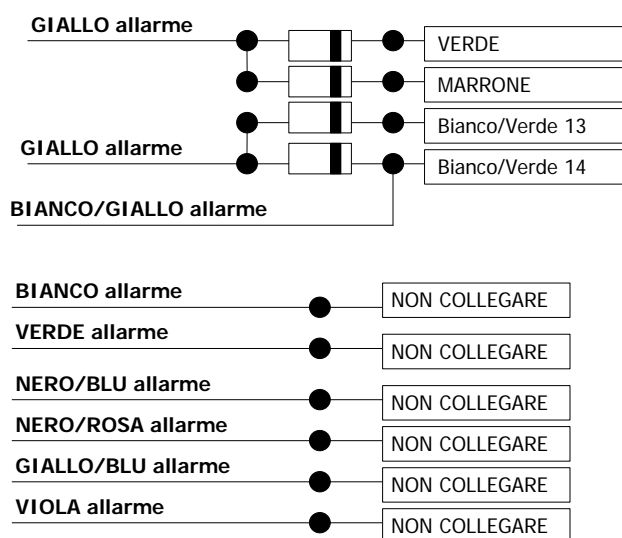 GIALLO allarme
VERDE
MARRONE
Bianco/Verde 13
GIALLO allarme
Bianco/Verde 14
BIANCO/GIALLO allarme
BIANCO allarme
NON COLLEGARE
VERDE allarme
NON COLLEGARE
NERO/BLU allarme
NON COLLEGARE
NERO/ROSA allarme
NON COLLEGARE
GIALLO/BLU allarme
NON COLLEGARE
VIOLA allarme
NON COLLEGARE